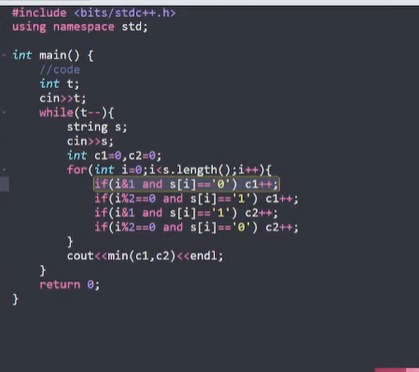 #include <bits/stdc++.h>
using namespace std;
int main() {
//code
int t;
cin>>t;
while(t--){
string s;
cin>>s;
int c1=0,c2=0;
for(int i=0;i<s.length();i++){
if(i&1 and s[i]=='0') c1++;
if(i%2==0 and s[i]=='1') c1++;
if(i&1 and s[i]=='1') c2++;
if(i%2==0 and s[i]=='0') c2++;
}
cout<<min(c1,c2)<<endl;
}
return 0;
}